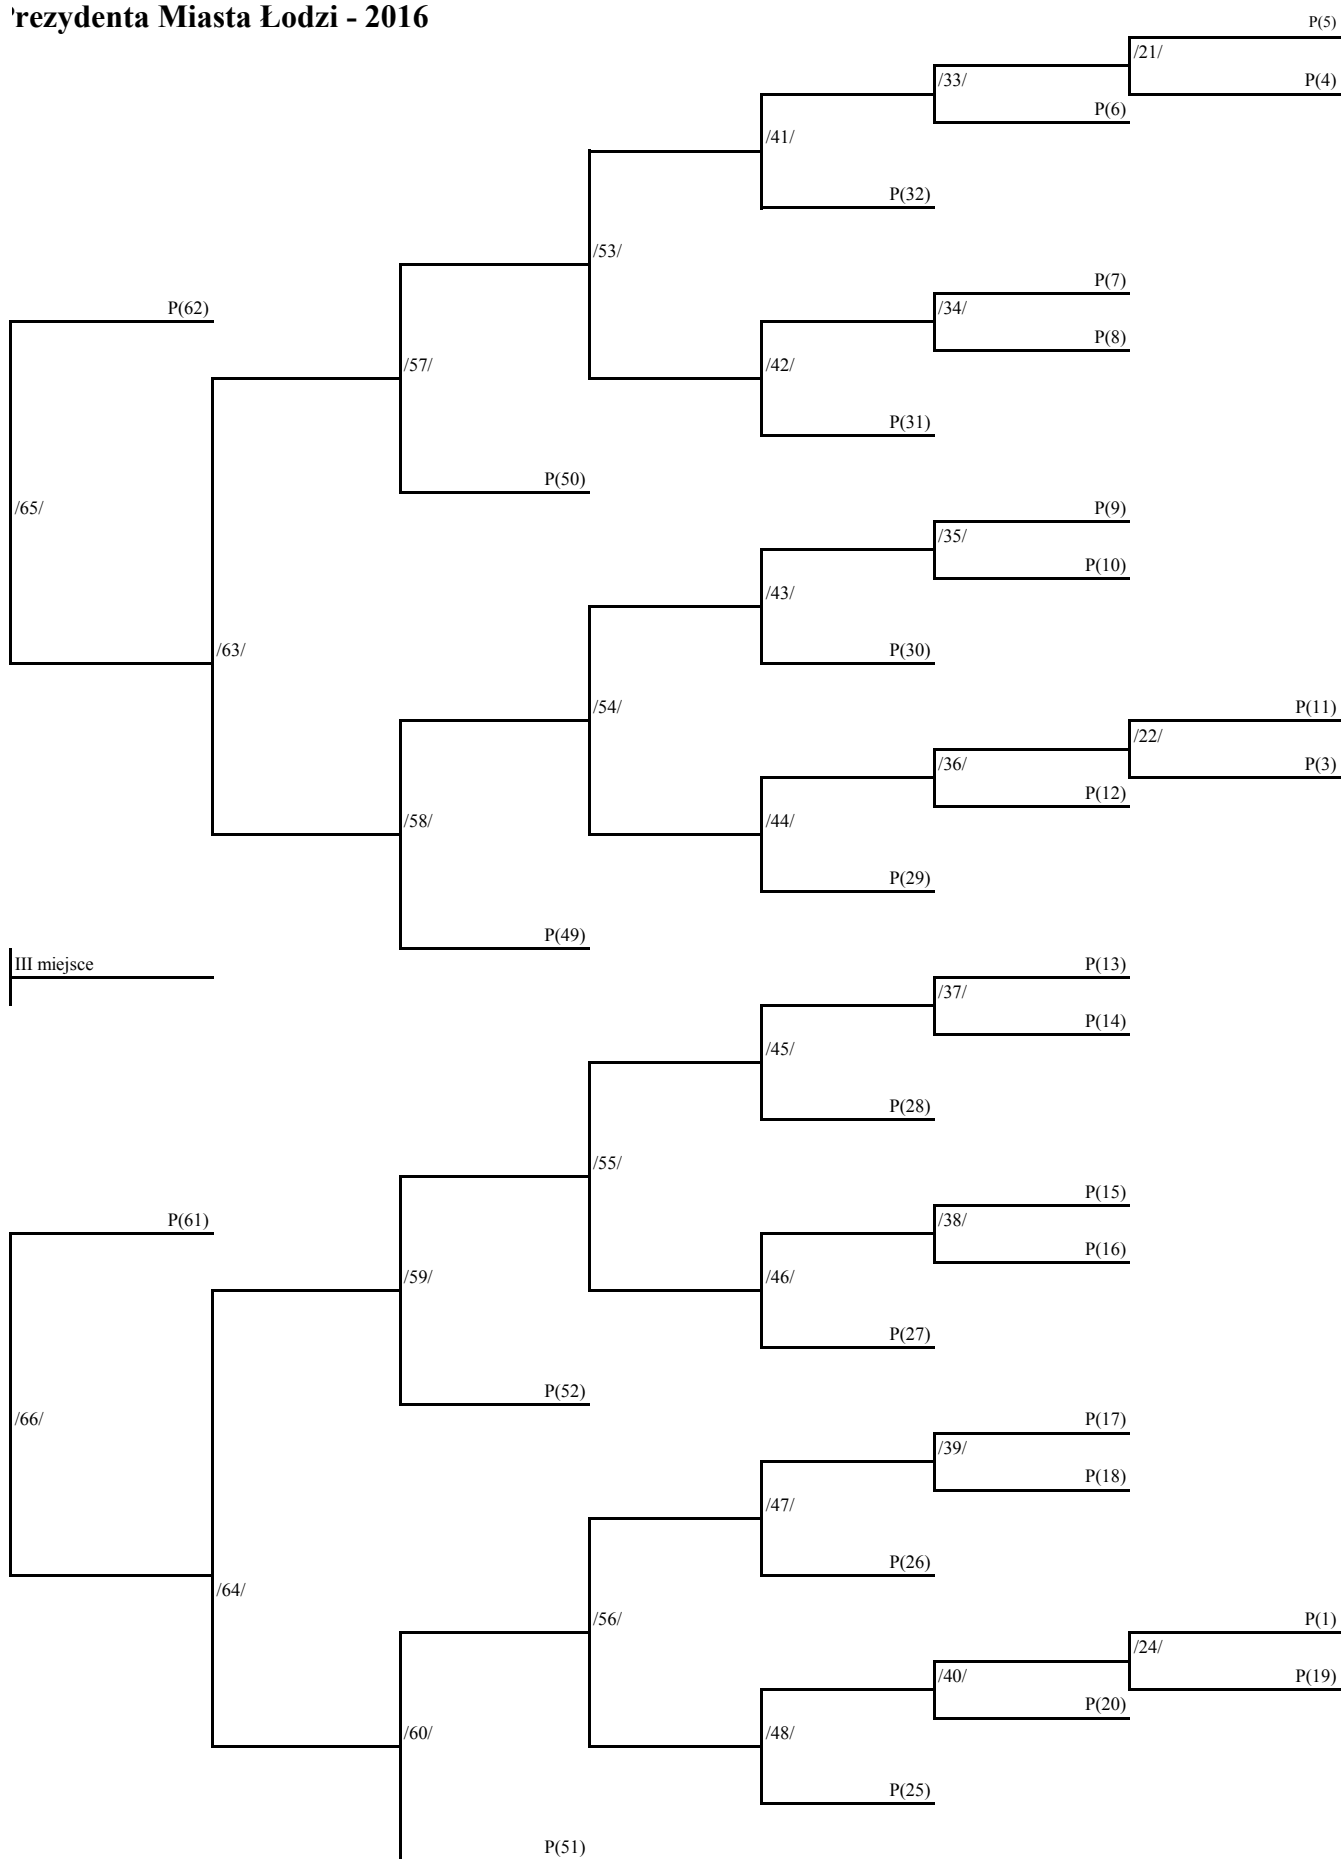 Prezydenta Miasta Łodzi - 2016
P(5)
/21/
/33/
P(4)
P(6)
/41/
P(32)
/53/
P(7)
P(62)
/34/
P(8)
/57/
/42/
P(31)
P(50)
/65/
P(9)
/35/
P(10)
/43/
/63/
P(30)
/54/
P(11)
/22/
/36/
P(3)
P(12)
/58/
/44/
P(29)
P(49)
III miejsce
P(13)
/37/
P(14)
/45/
P(28)
/55/
P(15)
P(61)
/38/
P(16)
/59/
/46/
P(27)
P(52)
/66/
P(17)
/39/
P(18)
/47/
P(26)
/64/
/56/
P(1)
/24/
/40/
P(19)
P(20)
/60/
/48/
P(25)
P(51)